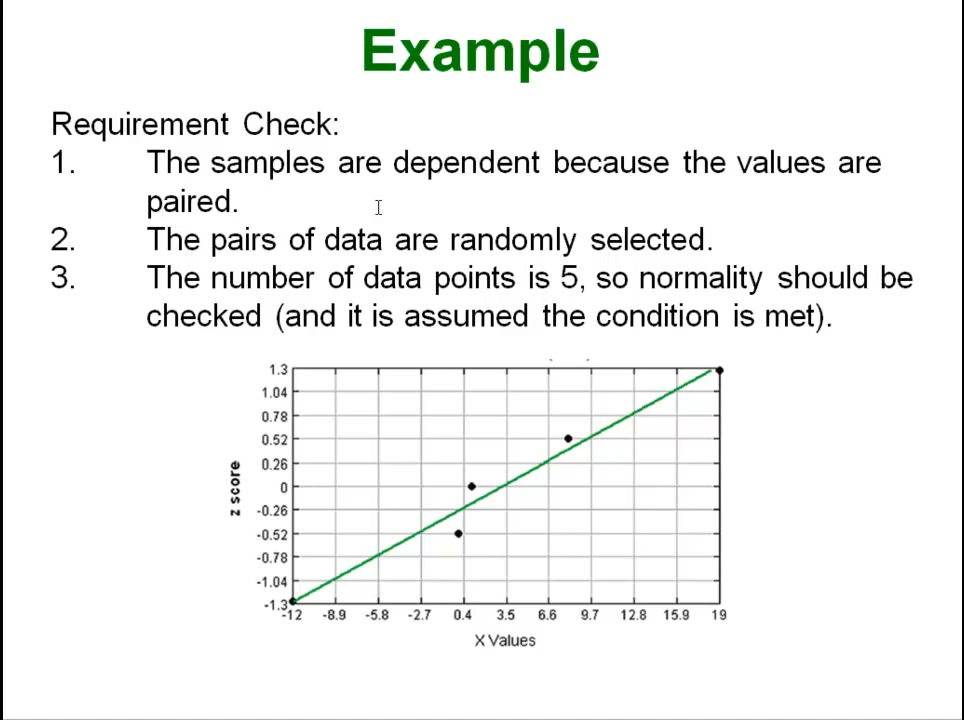 Example
Requirement Check:
1. The samples are dependent because the values are
paired.
2. The pairs of data are randomly selected.
3. The number of data points is 5, so normality should be
checked (and it is assumed the condition is met).
1.3
1.04
0.78
0.52
0.26
0
-0.26
-0.52
-0.78
-1.04
-1.3
z score
-12 -8.9 -5.8 -2.7 0.4 3.5 6.6 9.7 12.8 15.9 19
X Values